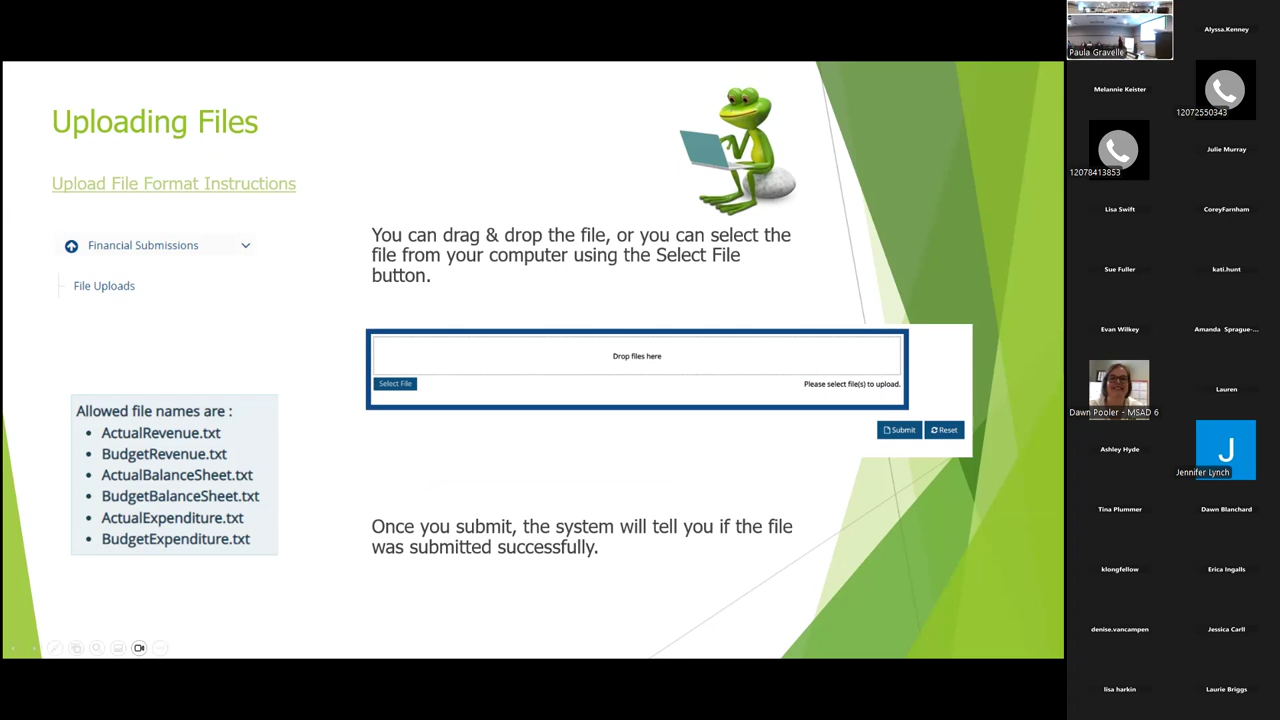 Uploading Files
Upload File Format Instructions
Financial Submissions
File Uploads
Allowed file names are :
ActualRevenue.txt
BudgetRevenue.txt
ActualBalanceSheet.txt
BudgetBalanceSheet.txt
ActualExpenditure.txt
BudgetExpenditure.txt
You can drag & drop the file, or you can select the
file from your computer using the Select File
button.
Drop files here
Select File
Please select file(s) to upload.
Submit
Reset
Once you submit, the system will tell you if the file
was submitted successfully.
Paula Gravelle
Alyssa.Kenney
Melannie Keister
12072550343
12078413853
Julie Murray
Lisa Swift
CoreyFarnham
Sue Fuller
kati.hunt
Evan Wilkey
Amanda Sprague-...
Dawn Pooler - MSAD 6
Lauren
Ashley Hyde
J
Jennifer Lynch
Tina Plummer
Dawn Blanchard
klongfellow
Erica Ingalls
denise.vancampen
Jessica Carll
lisa harkin
Laurie Briggs